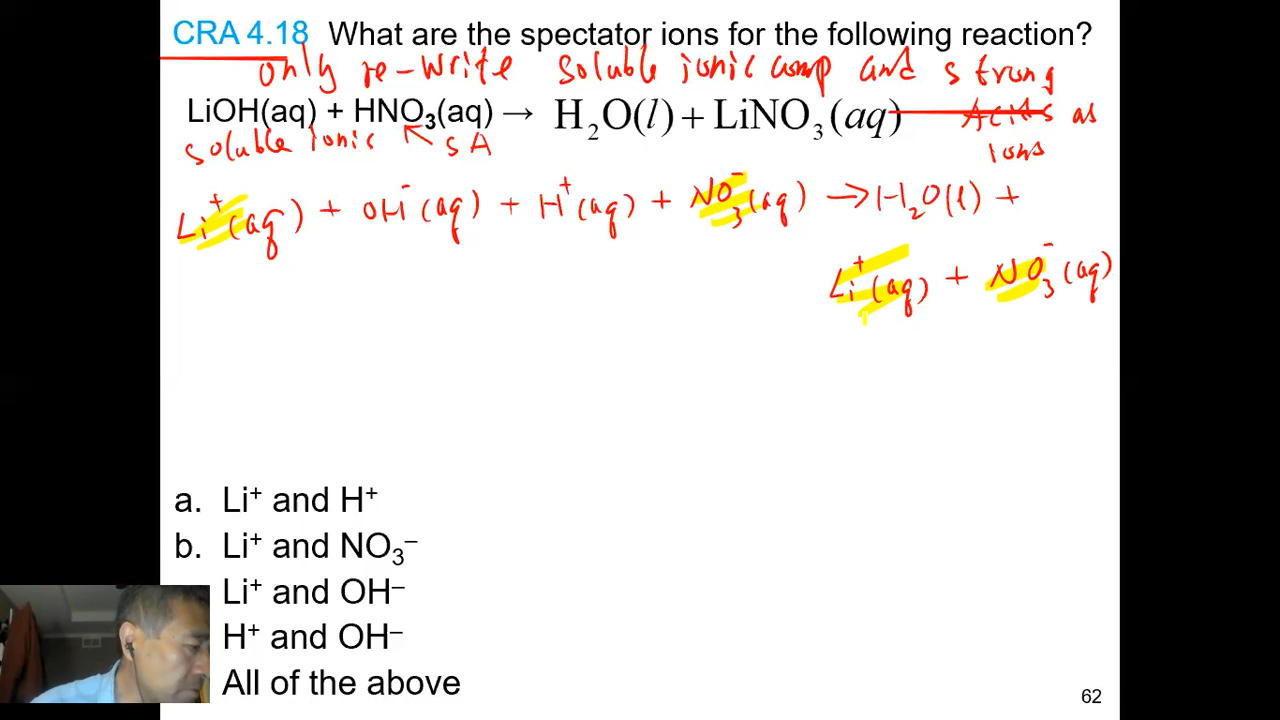 CRA 4.18 What are the spectator ions for the following reaction?
only re-write soluble ionic comp and strong
LiOH(aq) + HNO₃(aq) → H₂O(l) + LiNO₃(aq) Acids as
soluble ionic SA ions
Li⁺(aq) + OH⁻(aq) + H⁺(aq) + NO₃⁻(aq) → H₂O(l) +
Li⁺(aq) + NO₃⁻(aq)
a. Li⁺ and H⁺
b. Li⁺ and NO₃⁻
Li⁺ and OH⁻
H⁺ and OH⁻
All of the above
62